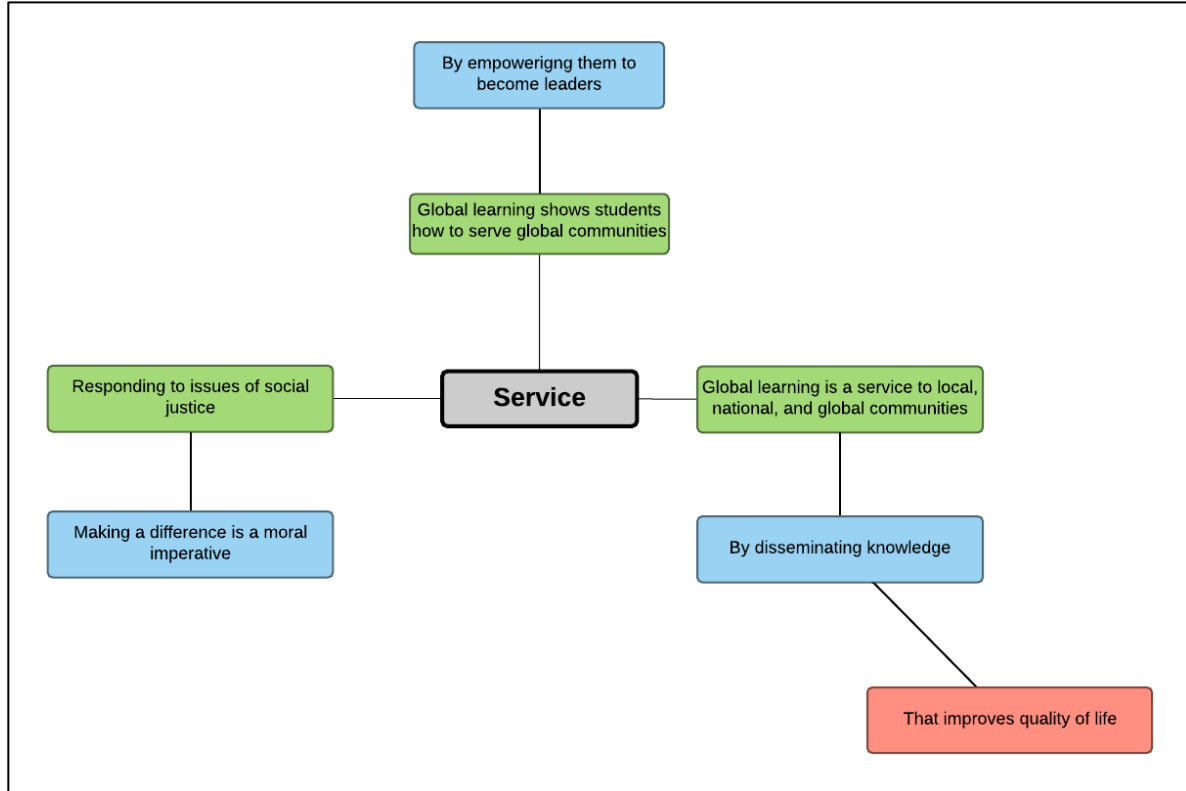 By empowerigng them to
become leaders
Global learning shows students
how to serve global communities
Responding to issues of social
justice
Service
Global learning is a service to local,
national, and global communities
Making a difference is a moral
imperative
By disseminating knowledge
That improves quality of life